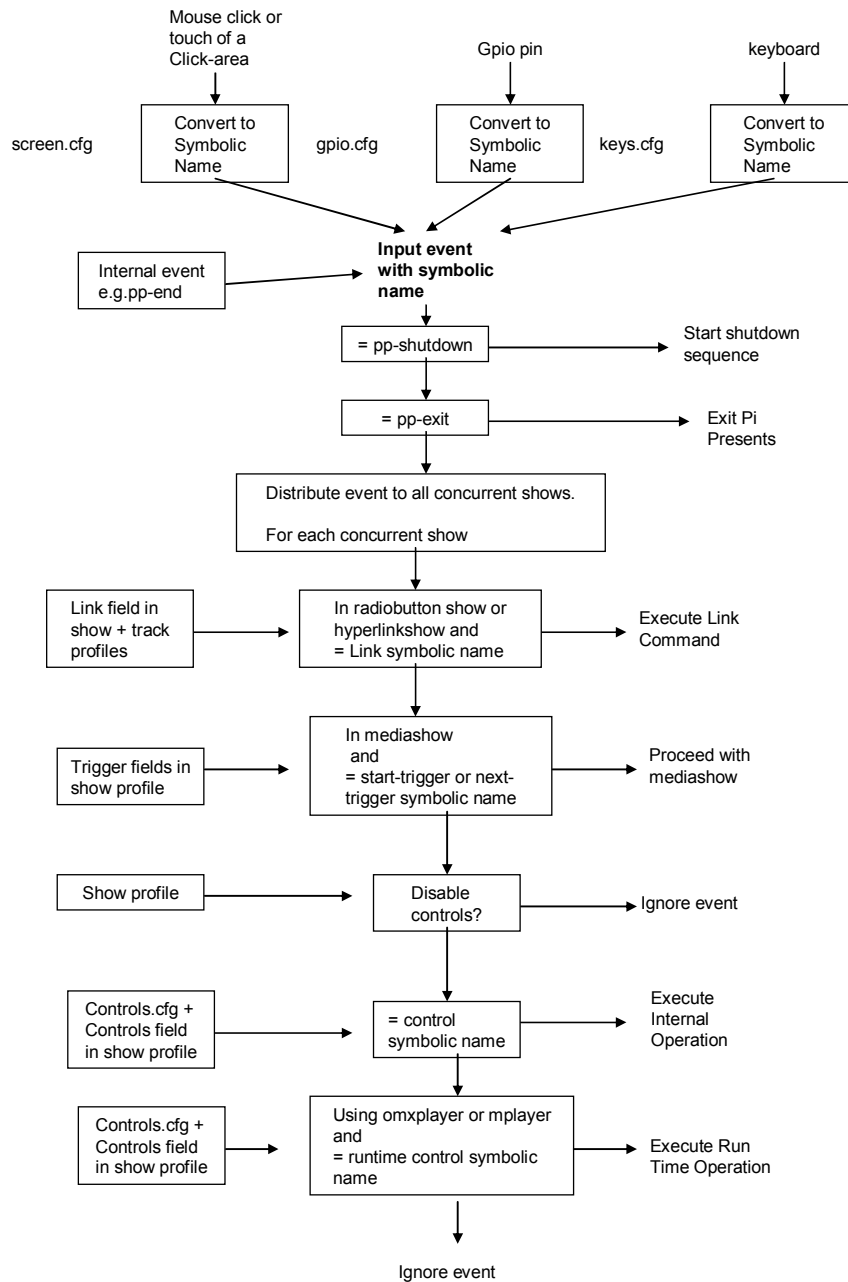 Mouse click or
touch of a
Click-area
Gpio pin
keyboard
screen.cfg
Convert to
Symbolic
Name
gpio.cfg
Convert to
Symbolic
Name
keys.cfg
Convert to
Symbolic
Name
Input event
with symbolic
name
Internal event
e.g.pp-end
= pp-shutdown
Start shutdown
sequence
= pp-exit
Exit Pi
Presents
Distribute event to all concurrent shows.
For each concurrent show
Link field in
show + track
profiles
In radiobutton show or
hyperlinkshow and
= Link symbolic name
Execute Link
Command
Trigger fields in
show profile
In mediashow
and
= start-trigger or next-
trigger symbolic name
Proceed with
mediashow
Show profile
Disable
controls?
Ignore event
Controls.cfg +
Controls field
in show profile
= control
symbolic name
Execute
Internal
Operation
Controls.cfg +
Controls field
in show profile
Using omxplayer or mplayer
and
= runtime control symbolic
name
Execute Run
Time Operation
Ignore event